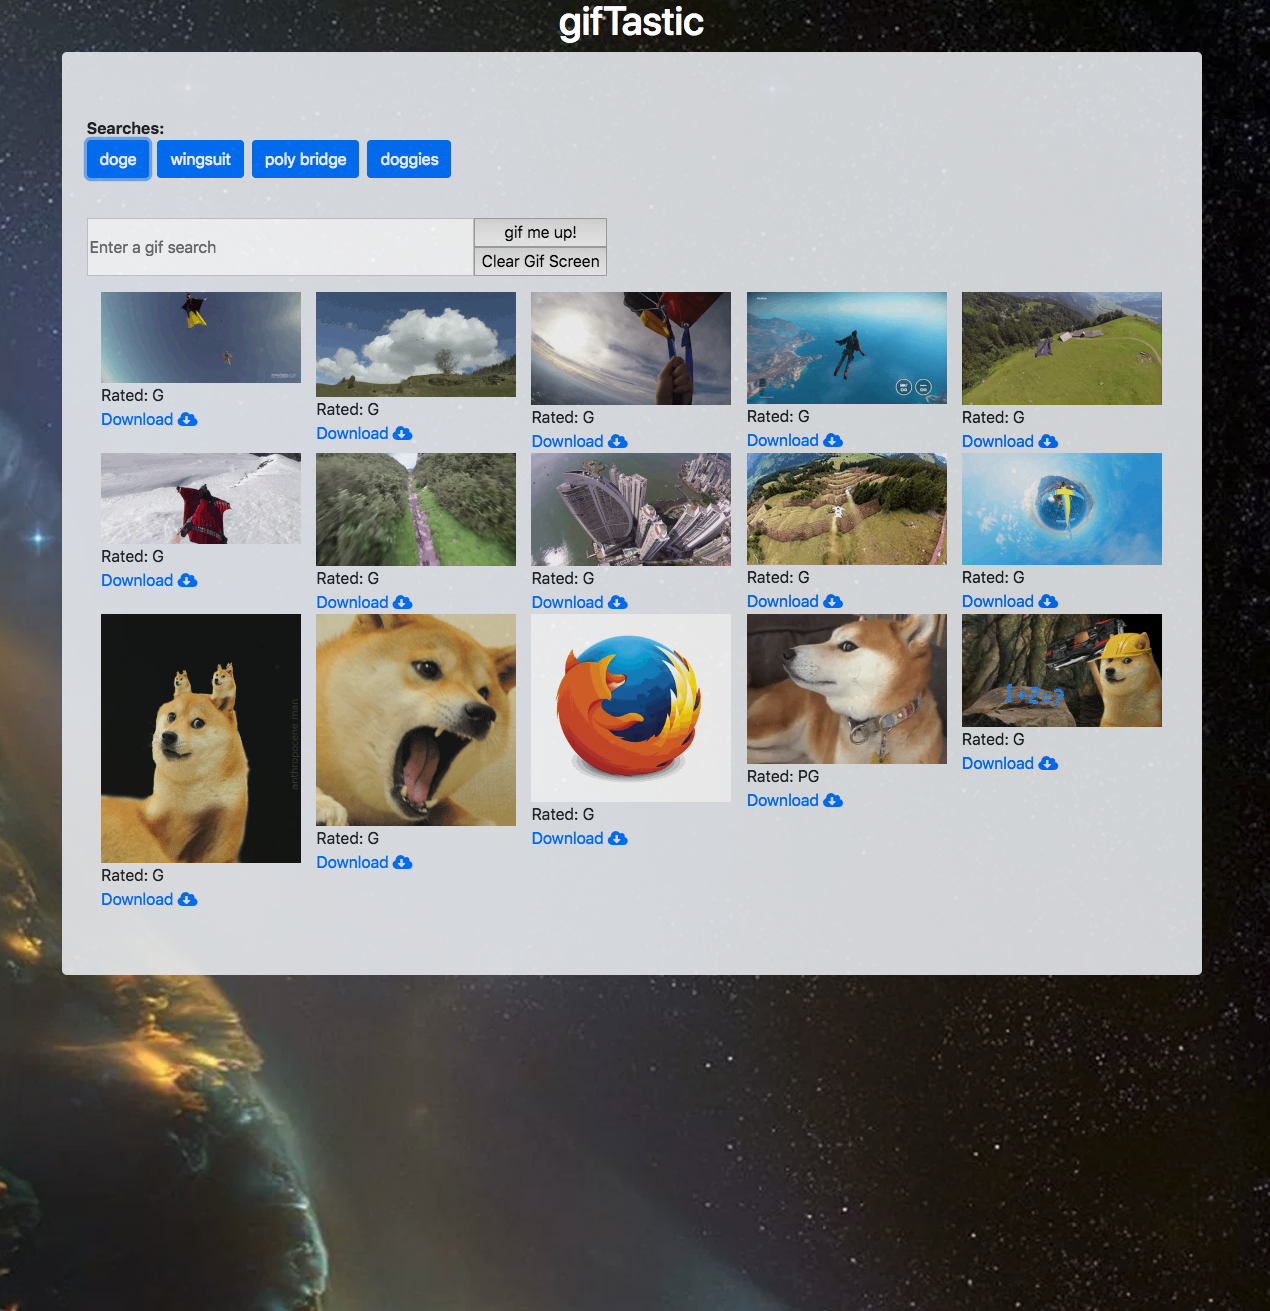 gifTastic
Searches:
doge wingsuit poly bridge doggies
Enter a gif search
gif me up!
Clear Gif Screen
Rated: G
Download
Rated: G
Download
Rated: G
Download
Rated: G
Download
Rated: G
Download
Rated: G
Download
Rated: G
Download
Rated: G
Download
Rated: G
Download
Rated: G
Download
anthropocene man
Rated: G
Download
Rated: G
Download
Rated: G
Download
Rated: PG
Download
1+2=?
Rated: G
Download